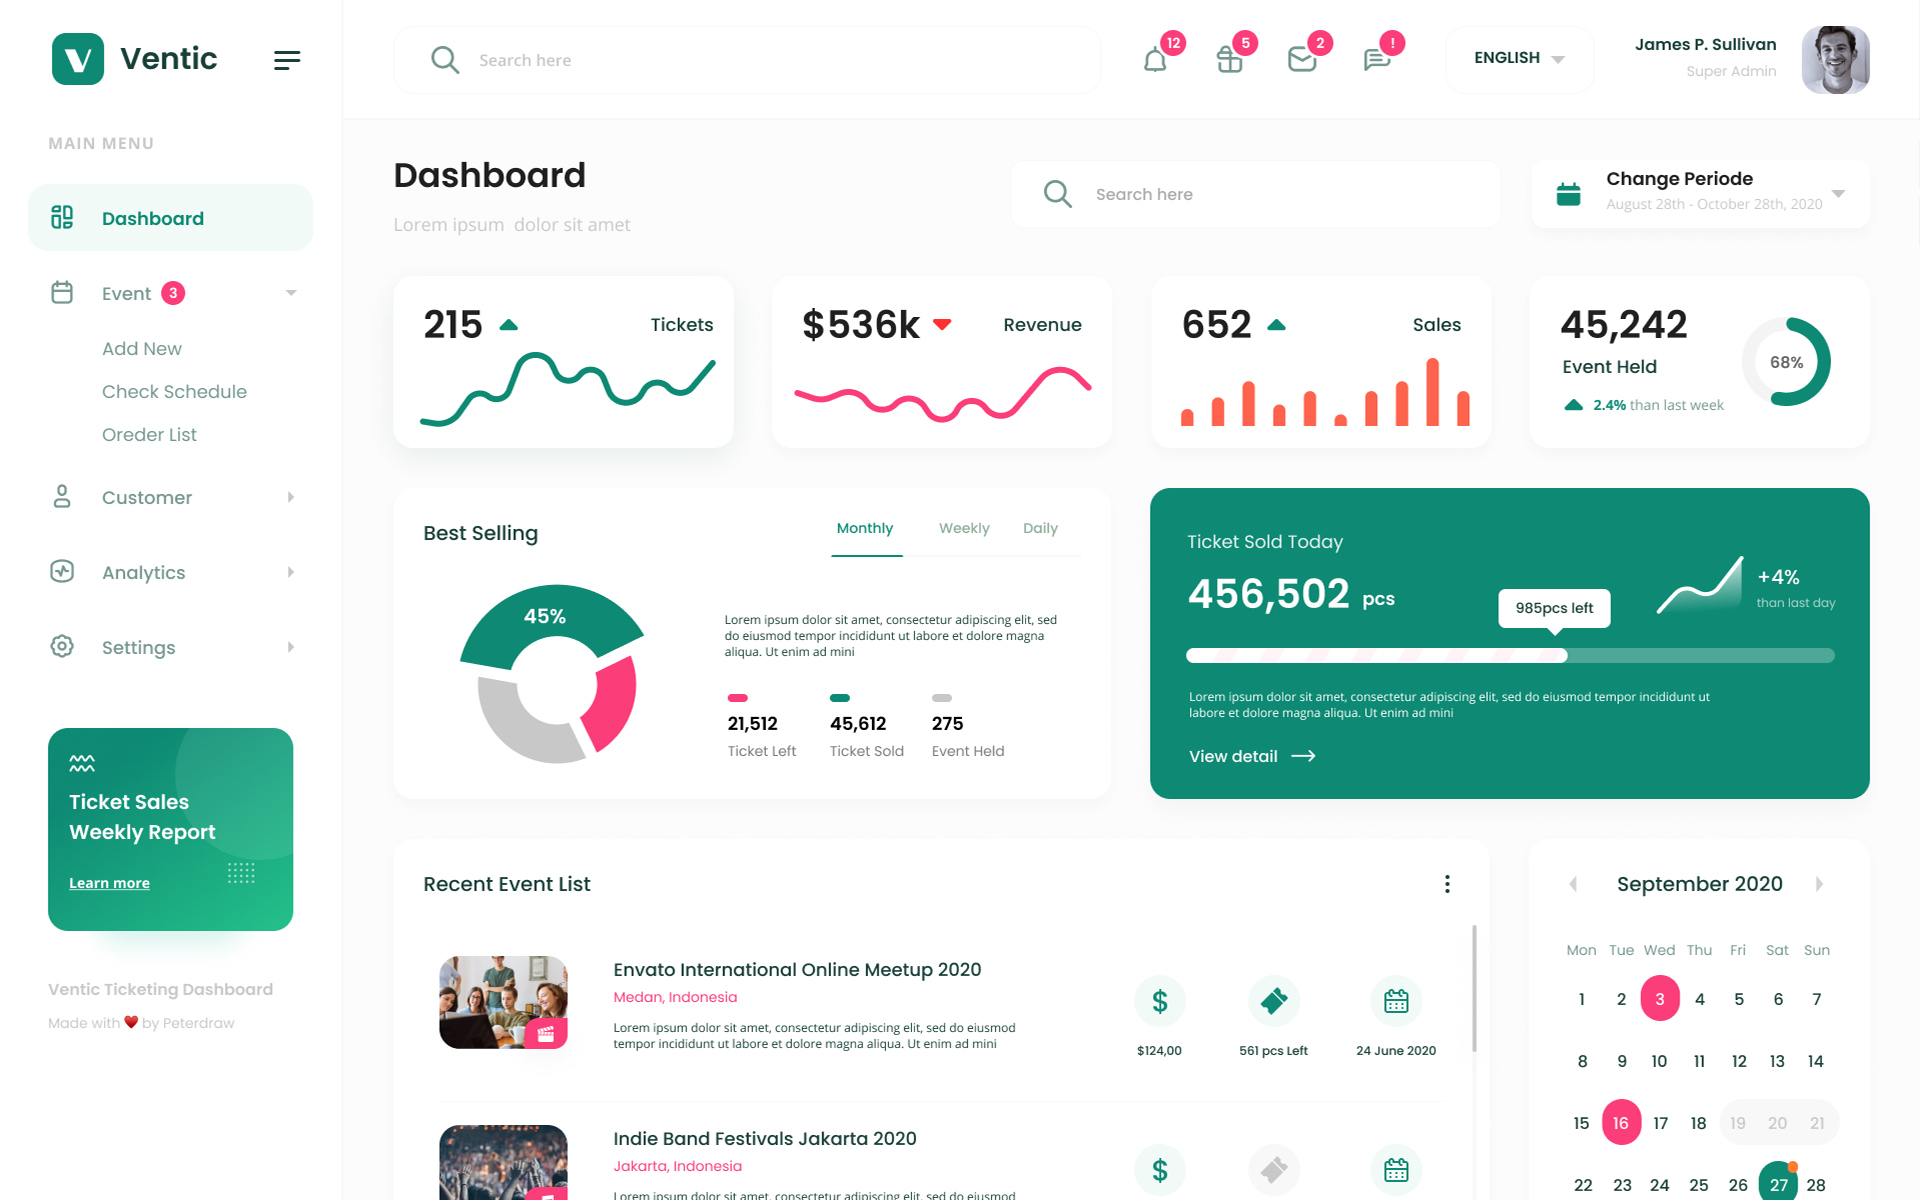 Ventic
Search here
12
5
2
!
ENGLISH
James P. Sullivan
Super Admin
MAIN MENU
Dashboard
Event 3
Add New
Check Schedule
Oreder List
Customer
Analytics
Settings
Ticket Sales
Weekly Report
Learn more
Ventic Ticketing Dashboard
Made with ❤ by Peterdraw
Dashboard
Lorem ipsum dolor sit amet
Search here
Change Periode
August 28th - October 28th, 2020
215
Tickets
$536k
Revenue
652
Sales
45,242
Event Held
2.4% than last week
68%
Best Selling
Monthly
Weekly
Daily
45%
Lorem ipsum dolor sit amet, consectetur adipiscing elit, sed
do eiusmod tempor incididunt ut labore et dolore magna
aliqua. Ut enim ad mini
21,512
Ticket Left
45,612
Ticket Sold
275
Event Held
Ticket Sold Today
456,502 pcs
985pcs left
+4%
than last day
Lorem ipsum dolor sit amet, consectetur adipiscing elit, sed do eiusmod tempor incididunt ut
labore et dolore magna aliqua. Ut enim ad mini
View detail
Recent Event List
Envato International Online Meetup 2020
Medan, Indonesia
Lorem ipsum dolor sit amet, consectetur adipiscing elit, sed do eiusmod
tempor incididunt ut labore et dolore magna aliqua. Ut enim ad mini
$124,00
561 pcs Left
24 June 2020
Indie Band Festivals Jakarta 2020
Jakarta, Indonesia
Lorem ipsum dolor sit amet, consectetur adipiscing elit, sed do eiusmod
September 2020
Mon Tue Wed Thu Fri Sat Sun
1 2 3 4 5 6 7
8 9 10 11 12 13 14
15 16 17 18 19 20 21
22 23 24 25 26 27 28